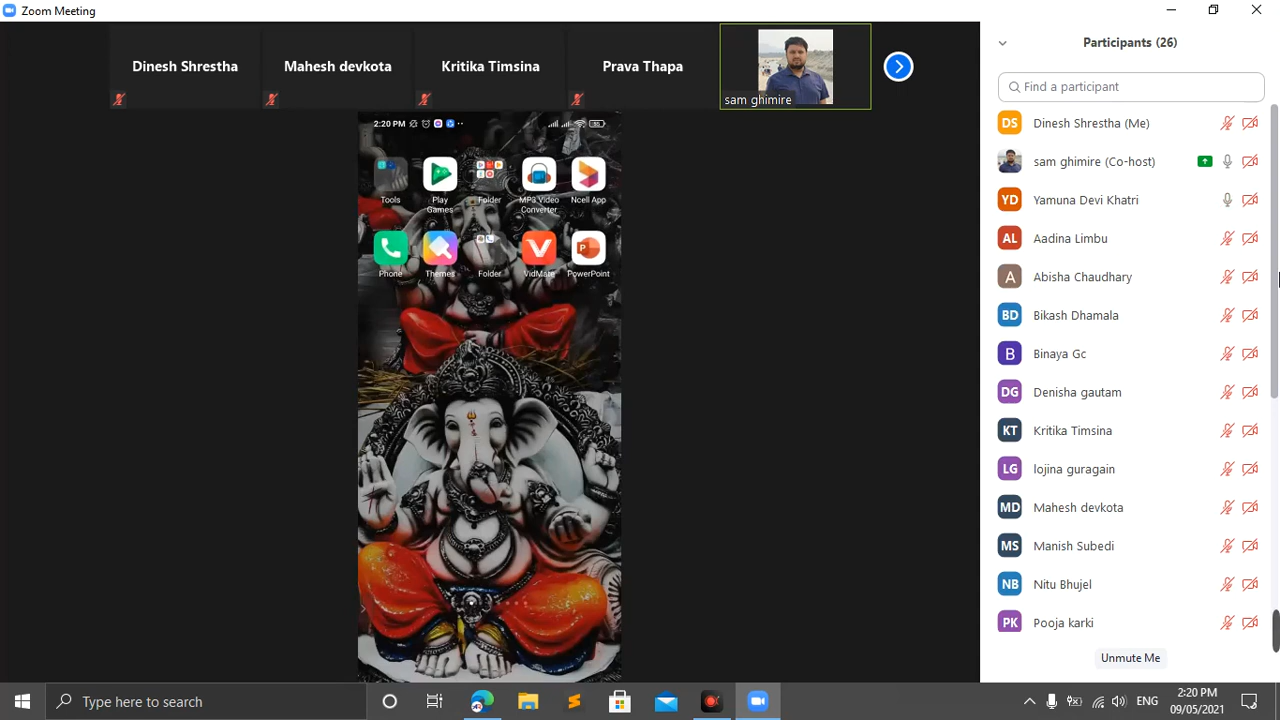 Zoom Meeting
Dinesh Shrestha
Mahesh devkota
Kritika Timsina
Prava Thapa
sam ghimire
2:20 PM
55
Tools
Play Games
Folder
MP3 Video Converter
Ncell App
Phone
Themes
Folder
VidMate
PowerPoint
Participants (26)
Find a participant
DS Dinesh Shrestha (Me)
sam ghimire (Co-host)
YD Yamuna Devi Khatri
AL Aadina Limbu
A Abisha Chaudhary
BD Bikash Dhamala
B Binaya Gc
DG Denisha gautam
KT Kritika Timsina
LG lojina guragain
MD Mahesh devkota
MS Manish Subedi
NB Nitu Bhujel
PK Pooja karki
Unmute Me
Type here to search
ENG
2:20 PM
09/05/2021